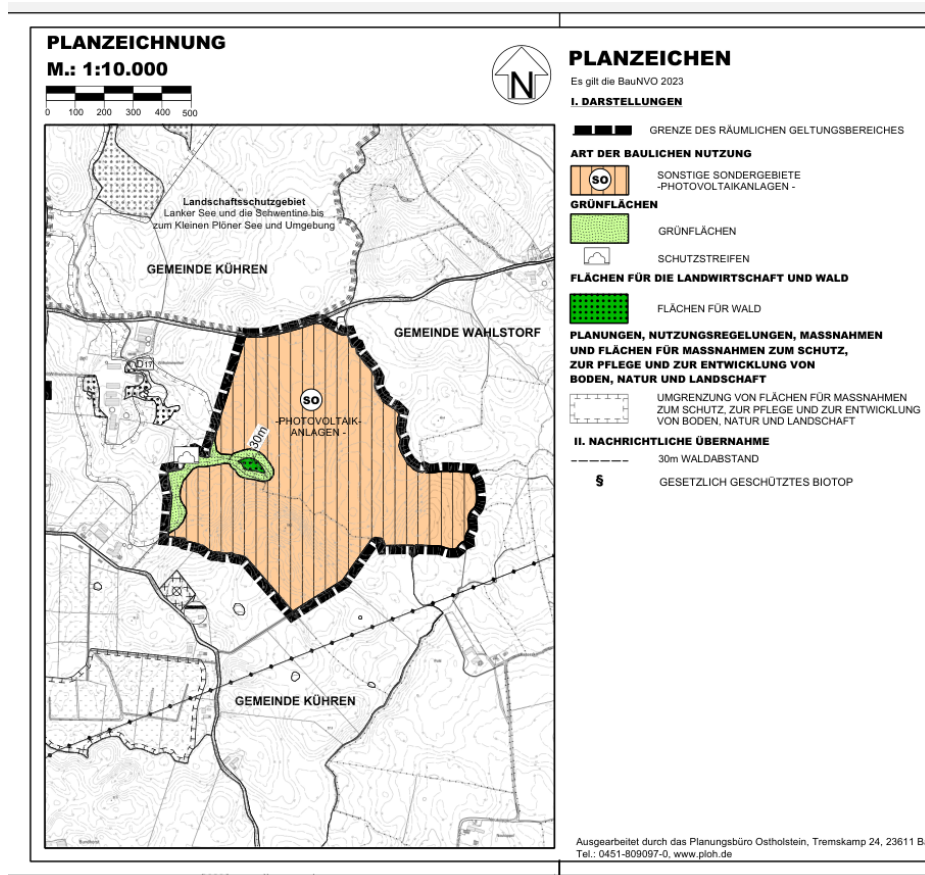 PLANZEICHNUNG
M.: 1:10.000
0 100 200 300 400 500
N
Landschaftsschutzgebiet
Lanker See und die Schwentine bis
zum Kleinen Plöner See und Umgebung
GEMEINDE KÜHREN
GEMEINDE WAHLSTORF
D 17
SO
-PHOTOVOLTAIK-
ANLAGEN -
30m
GEMEINDE KÜHREN
PLANZEICHEN
Es gilt die BauNVO 2023
I. DARSTELLUNGEN
GRENZE DES RÄUMLICHEN GELTUNGSBEREICHES
ART DER BAULICHEN NUTZUNG
SO
SONSTIGE SONDERGEBIETE
-PHOTOVOLTAIKANLAGEN -
GRÜNFLÄCHEN
GRÜNFLÄCHEN
SCHUTZSTREIFEN
FLÄCHEN FÜR DIE LANDWIRTSCHAFT UND WALD
FLÄCHEN FÜR WALD
PLANUNGEN, NUTZUNGSREGELUNGEN, MASSNAHMEN
UND FLÄCHEN FÜR MASSNAHMEN ZUM SCHUTZ,
ZUR PFLEGE UND ZUR ENTWICKLUNG VON
BODEN, NATUR UND LANDSCHAFT
UMGRENZUNG VON FLÄCHEN FÜR MASSNAHMEN
ZUM SCHUTZ, ZUR PFLEGE UND ZUR ENTWICKLUNG
VON BODEN, NATUR UND LANDSCHAFT
II. NACHRICHTLICHE ÜBERNAHME
30m WALDABSTAND
§ GESETZLICH GESCHÜTZTES BIOTOP
Ausgearbeitet durch das Planungsbüro Ostholstein, Tremskamp 24, 23611 Ba
Tel.: 0451-809097-0, www.ploh.de